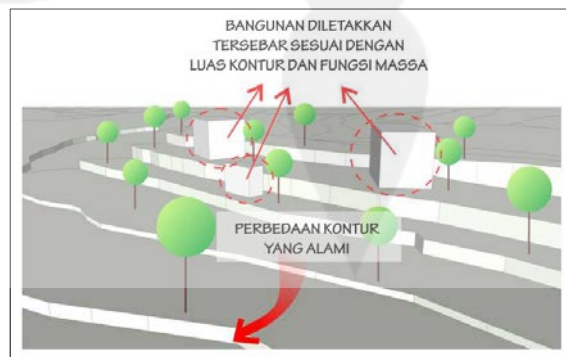 BANGUNAN DILETAKKAN
TERSEBAR SESUAI DENGAN
LUAS KONTUR DAN FUNGSI MASSA
PERBEDAAN KONTUR
YANG ALAMI